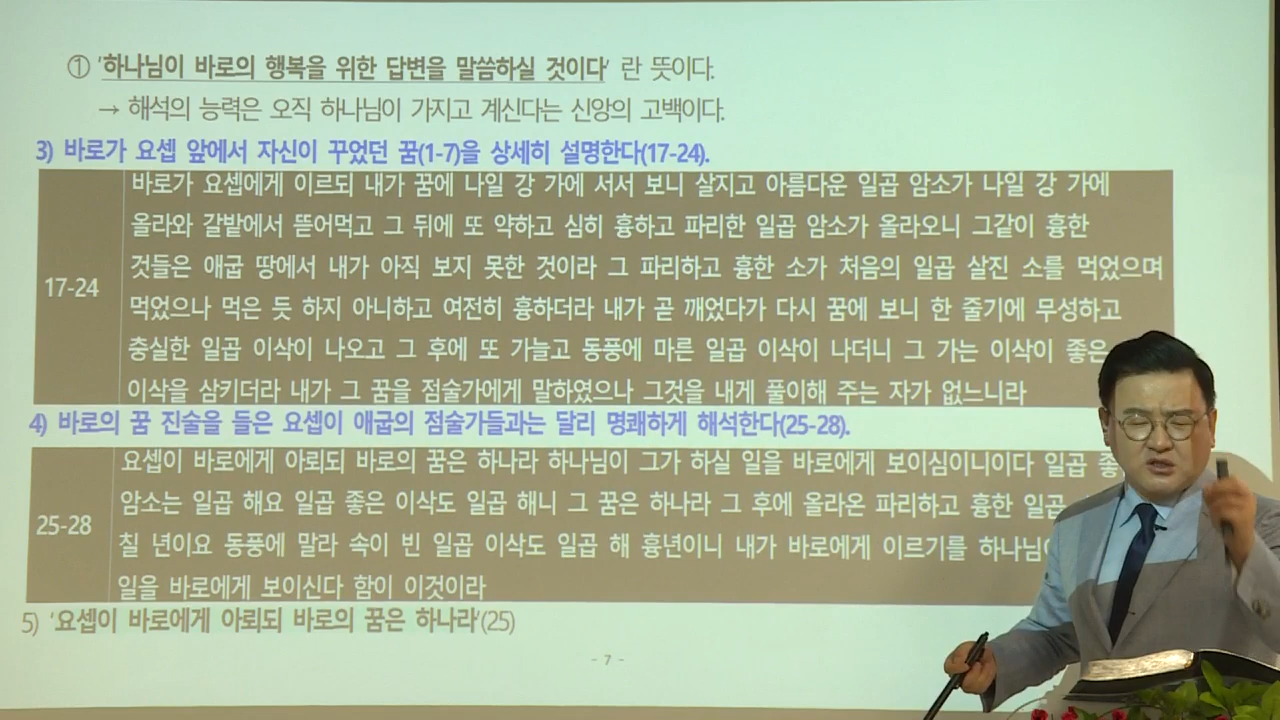 ① '하나님이 바로의 행복을 위한 답변을 말씀하실 것이다' 란 뜻이다.
→ 해석의 능력은 오직 하나님이 가지고 계신다는 신앙의 고백이다.
3) 바로가 요셉 앞에서 자신이 꾸었던 꿈(1-7)을 상세히 설명한다(17-24).
바로가 요셉에게 이르되 내가 꿈에 나일 강 가에 서서 보니 살지고 아름다운 일곱 암소가 나일 강 가에
올라와 갈밭에서 뜯어먹고 그 뒤에 또 약하고 심히 흉하고 파리한 일곱 암소가 올라오니 그같이 흉한
17-24
것들은 애굽 땅에서 내가 아직 보지 못한 것이라 그 파리하고 흉한 소가 처음의 일곱 살진 소를 먹었으며
먹었으나 먹은 듯 하지 아니하고 여전히 흉하더라 내가 곧 깨었다가 다시 꿈에 보니 한 줄기에 무성하고
충실한 일곱 이삭이 나오고 그 후에 또 가늘고 동풍에 마른 일곱 이삭이 나더니 그 가는 이삭이 좋은
이삭을 삼키더라 내가 그 꿈을 점술가에게 말하였으나 그것을 내게 풀이해 주는 자가 없느니라
4) 바로의 꿈 진술을 들은 요셉이 애굽의 점술가들과는 달리 명쾌하게 해석한다(25-28).
요셉이 바로에게 아뢰되 바로의 꿈은 하나라 하나님이 그가 하실 일을 바로에게 보이심이니이다 일곱
암소는 일곱 해요 일곱 좋은 이삭도 일곱 해니 그 꿈은 하나라 그 후에 올라온 파리하고 흉한 일곱
25-28
칠 년이요 동풍에 말라 속이 빈 일곱 이삭도 일곱 해 흉년이니 내가 바로에게 이르기를
일을 바로에게 보이신다 함이 이것이라
5) '요셉이 바로에게 아뢰되 바로의 꿈은 하나라'(25)
- 7 -